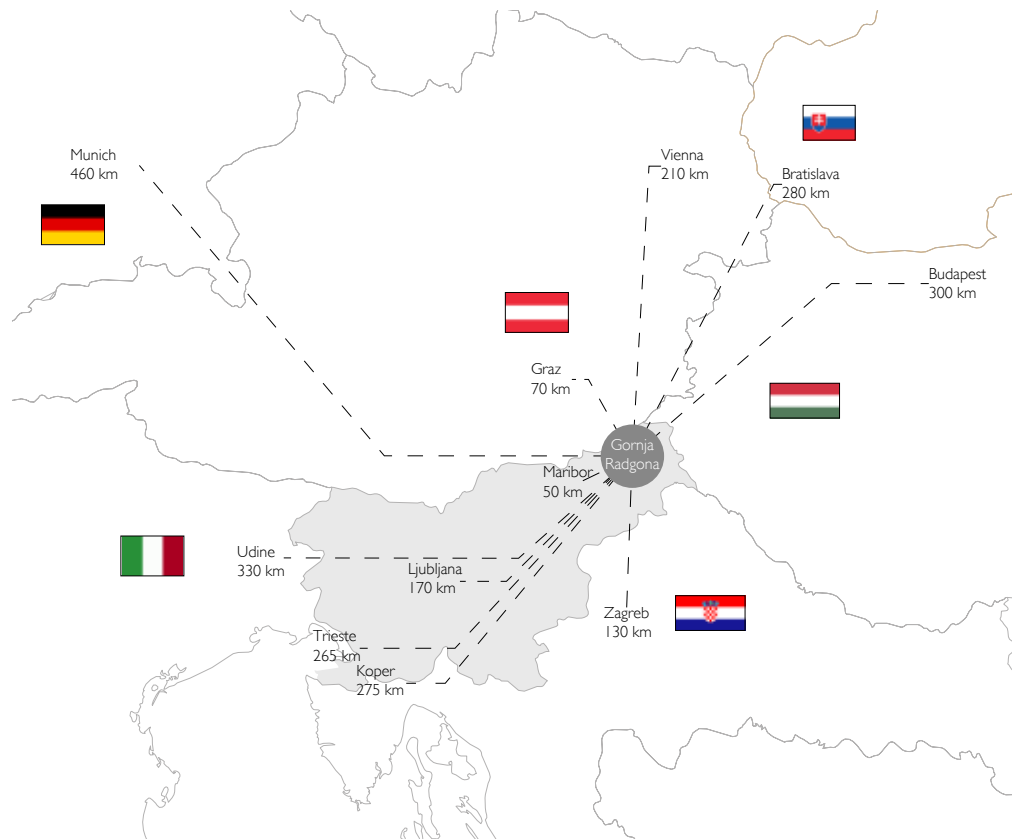 Munich
460 km
Vienna
210 km
Bratislava
280 km
Budapest
300 km
Graz
70 km
Gornja
Radgona
Maribor
50 km
Udine
330 km
Ljubljana
170 km
Zagreb
130 km
Trieste
265 km
Koper
275 km